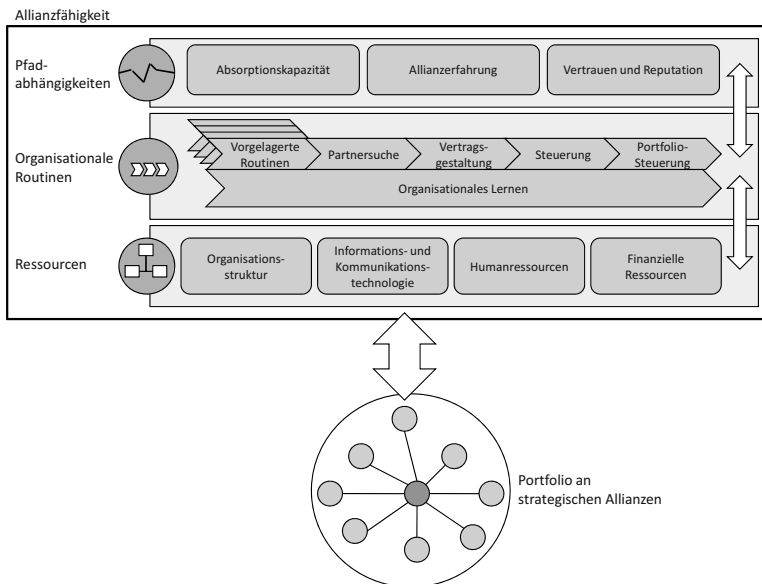 Allianzfähigkeit
Pfad-
abhängigkeiten
Absorptionskapazität
Allianzerfahrung
Vertrauen und Reputation
Organisationale
Routinen
Vorgelagerte
Routinen
Partnersuche
Vertrags-
gestaltung
Steuerung
Portfolio-
Steuerung
Organisationales Lernen
Ressourcen
Organisations-
struktur
Informations- und
Kommunikations-
technologie
Humanressourcen
Finanzielle
Ressourcen
Portfolio an
strategischen Allianzen